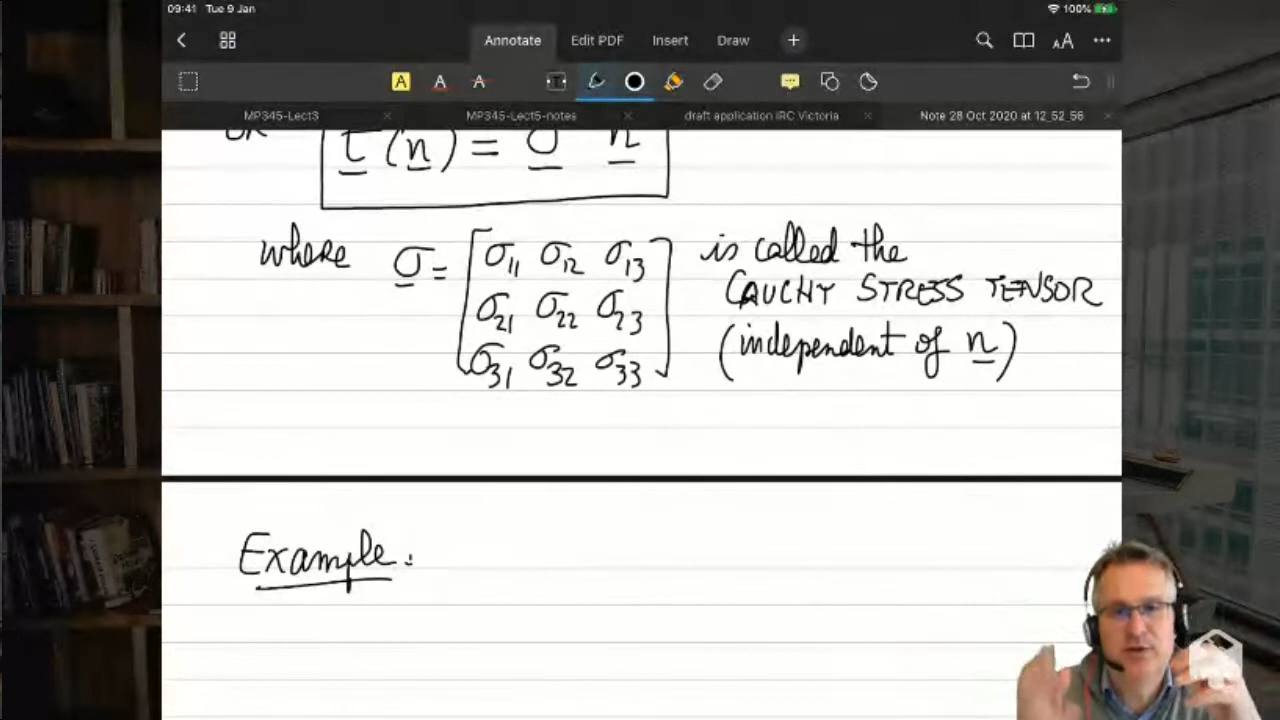 09:41 Tue 9 Jan 100%
Annotate Edit PDF Insert Draw
MP345-Lect3 MP345-Lect5-notes draft application IRC Victoria Note 28 Oct 2020 at 12_52_56
t (n) = σ n
where σ = [σ11 σ12 σ13 is called the
σ21 σ22 σ23 CAUCHY STRESS TENSOR
σ31 σ32 σ33] (independent of n)
Example: